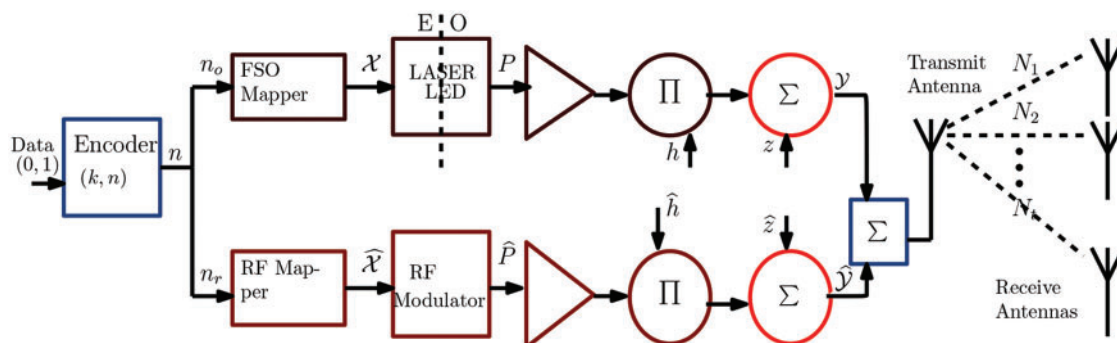 E O
n_o
FSO
Mapper
𝒳
LASER
LED
P
Π
Σ
y
h
z
Data
(0, 1)
Encoder
(k, n)
n
n_r
RF Map-
per
𝒳̂
RF
Modulator
P̂
ĥ
Π
ẑ
Σ
𝒴̂
Σ
Transmit
Antenna
N_1
N_2
N_t
Receive
Antennas